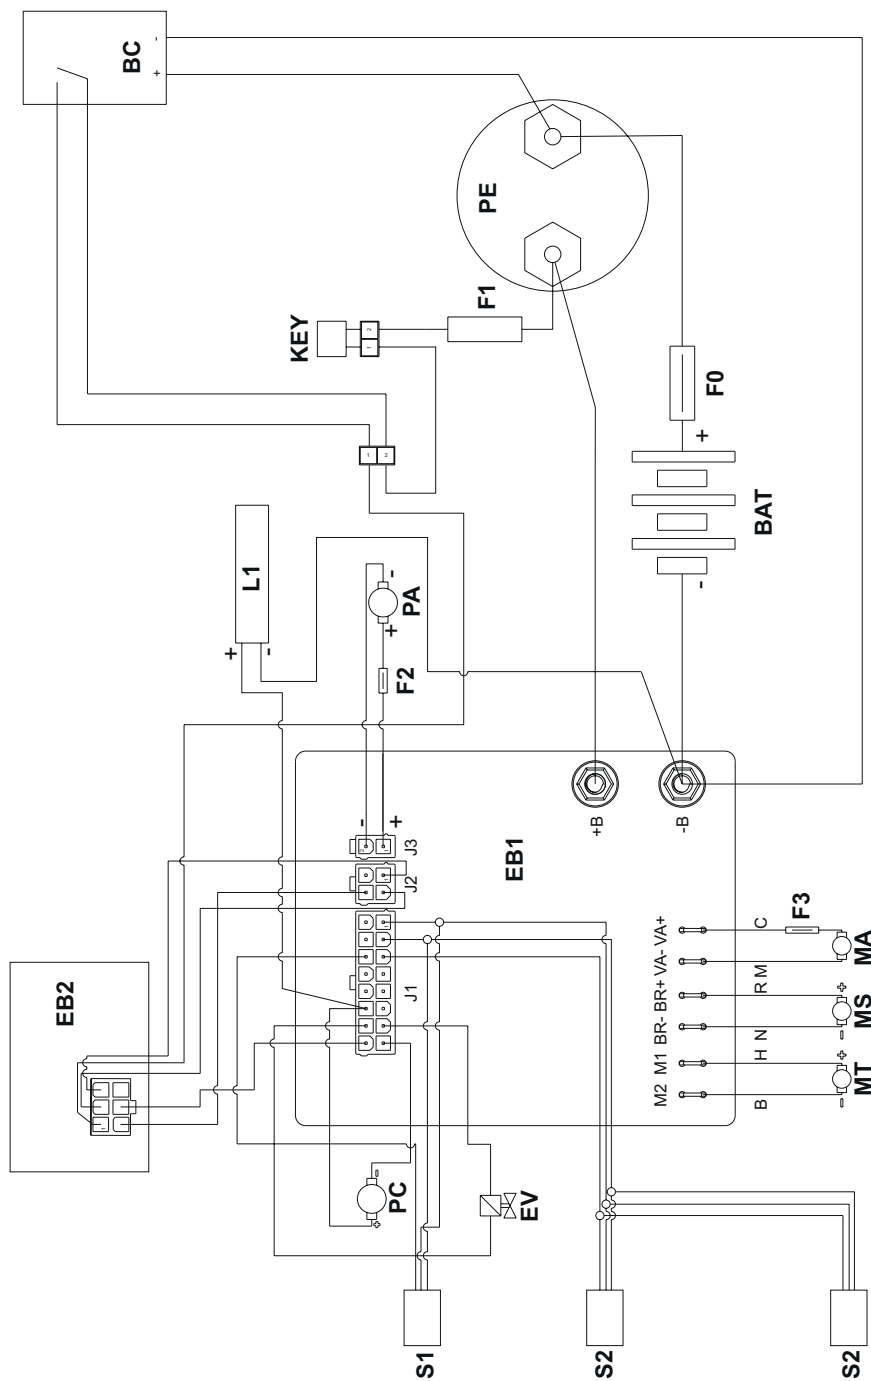 BC
+
-
PE
KEY
1
2
F1
1
2
L1
+
-
F0
+
BAT
-
PA
-
+
F2
EB2
1
EB1
-
+
J3
J2
J1
+B
-B
M2 M1 BR- BR+ VA- VA+
B H N R M C
F3
MT MS MA
- + - +
PC
+ -
EV
S1
S2
S2